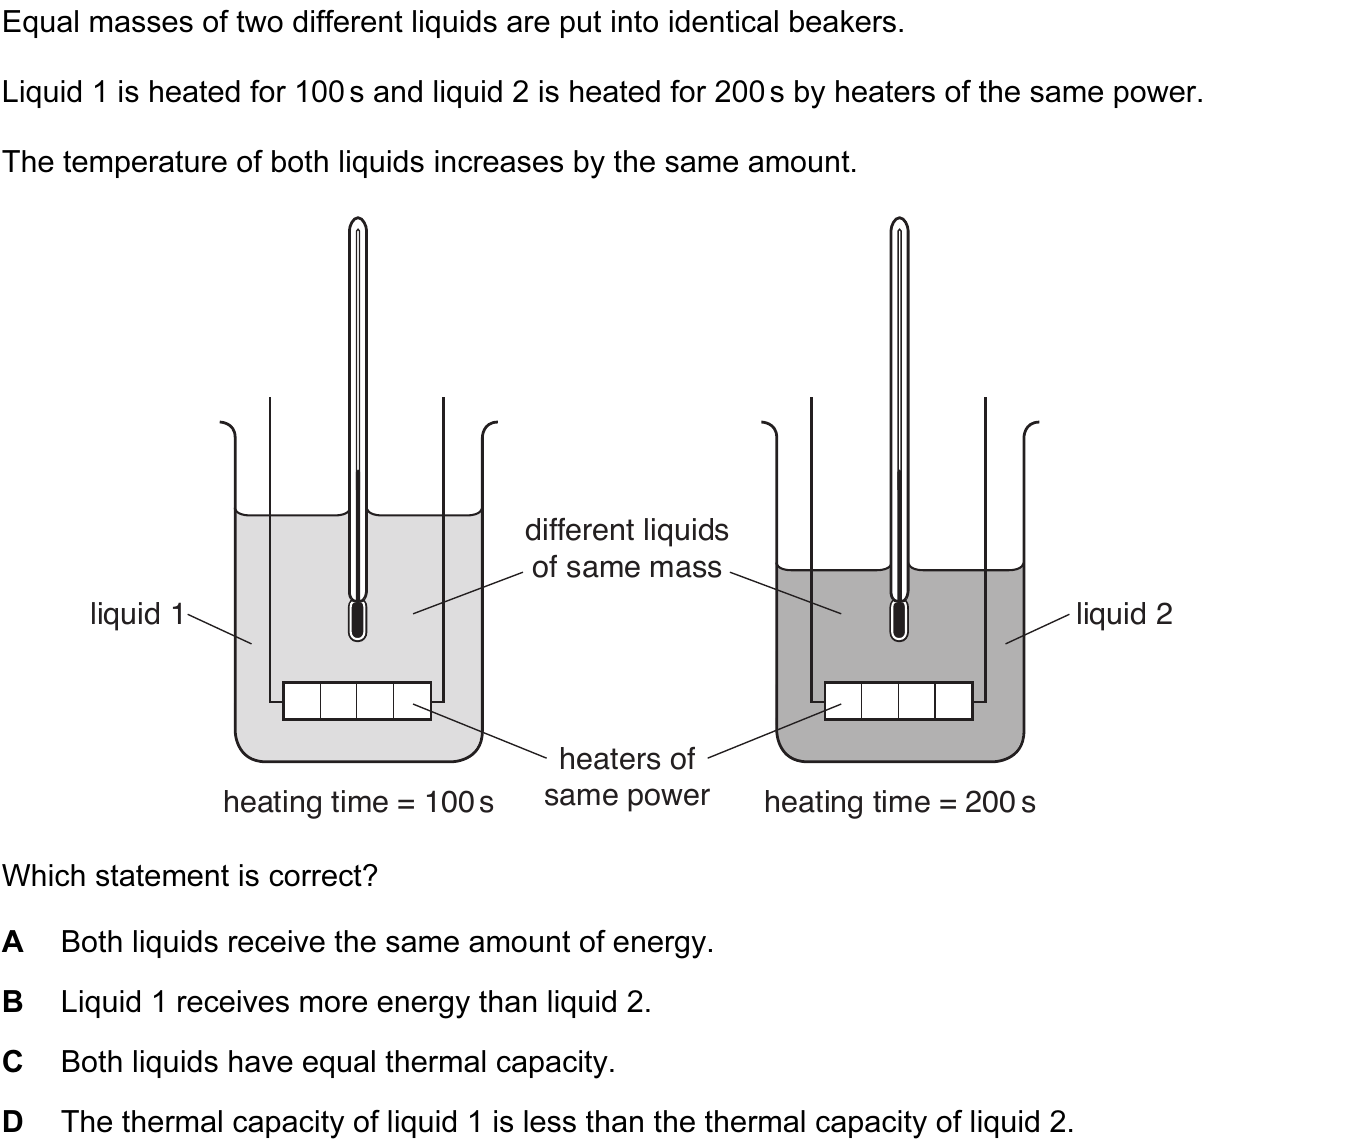 Equal masses of two different liquids are put into identical beakers.
Liquid 1 is heated for 100 s and liquid 2 is heated for 200 s by heaters of the same power.
The temperature of both liquids increases by the same amount.
different liquids
of same mass
liquid 1
liquid 2
heaters of
same power
heating time = 100 s
heating time = 200 s
Which statement is correct?
A Both liquids receive the same amount of energy.
B Liquid 1 receives more energy than liquid 2.
C Both liquids have equal thermal capacity.
D The thermal capacity of liquid 1 is less than the thermal capacity of liquid 2.